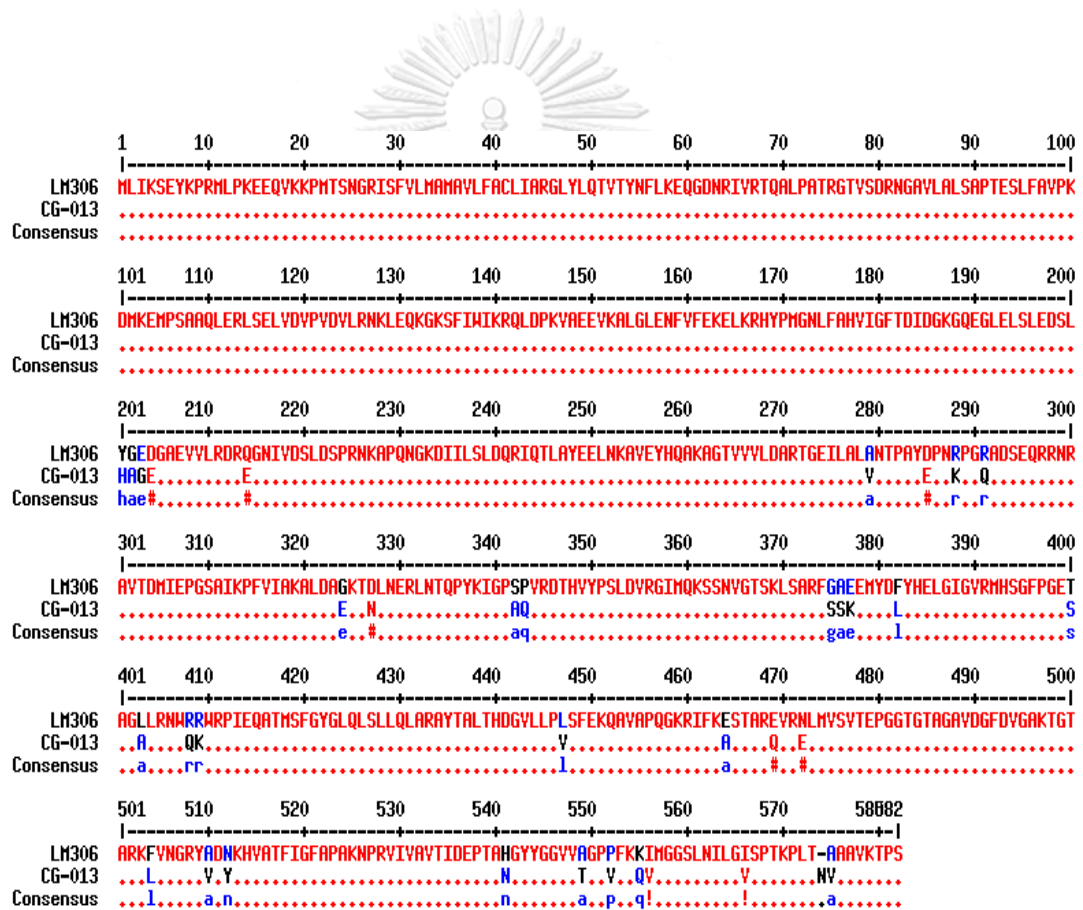 1 10 20 30 40 50 60 70 80 90 100
|--------+---------+---------+---------+---------+---------+---------+---------+---------+---------|
LM306 MLIKSEYKPRMLPKEEQVKKPMTSNGRISFVLMAMAVLFACLIARGLYLQTVTYNFLKEQGDNRIVRTQALPATRGTVSDRNGAVLALSAPTESLFAVPK
CG-013 ....................................................................................................
Consensus ....................................................................................................
101 110 120 130 140 150 160 170 180 190 200
|--------+---------+---------+---------+---------+---------+---------+---------+---------+---------|
LM306 DMKEMPSAAQLERLSELVDVPVDVLRNKLEQKGKSFIWIKRQLDPKVAEEVKALGLENFVFEKELKRHYPMGNLFAHVIGFTDIDGKGQEGLELSLEDSL
CG-013 ....................................................................................................
Consensus ....................................................................................................
201 210 220 230 240 250 260 270 280 290 300
|--------+---------+---------+---------+---------+---------+---------+---------+---------+---------|
LM306 YGEDGAEVVLRDRQGNIVDSLDSPRNKAPQNGKDIILSLDQRIQTLAYEELNKAVEYHQAKAGTVVVLDARTGEILALANTPAYDPNRPGRADSEQRRNR
CG-013 HAGE.........E................................................................V.....E..K..Q.........
Consensus hae#.........#................................................................a.....#..r..r.........
301 310 320 330 340 350 360 370 380 390 400
|--------+---------+---------+---------+---------+---------+---------+---------+---------+---------|
LM306 AVTDMIEPGSAIKPFVIAKALDAGKTDLNERLNTQPYKIGPSPVRDTHVYPSLDVRGIMQKSSNVGTSKLSARFGAEEMYDFYHELGIGVRMHSGFPGET
CG-013 .......................E..N..............AQ...............................SSK....L.................S
Consensus .......................e..#..............aq...............................gae....l.................s
401 410 420 430 440 450 460 470 480 490 500
|--------+---------+---------+---------+---------+---------+---------+---------+---------+---------|
LM306 AGLLRNWRRWRPIEQATMSFGYGLQLSLLQLARAYTALTHDGVLLPLSFEKQAVAPQGKRIFKESTAREVRNLMVSVTEPGGTGTAGAVDGFDVGAKTGT
CG-013 ..A....QK.....................................V................A....Q..E............................
Consensus ..a....rr.....................................l................a....#..#............................
501 510 520 530 540 550 560 570 580582
|--------+---------+---------+---------+---------+---------+---------+---------+-|
LM306 ARKFVNGRYADNKHVATFIGFAPAKNPRVIVAVTIDEPTAHGYYGGVVAGPPFKKIMGGSLNILGISPTKPLT-AAAVKTPS
CG-013 ...L.....V.Y............................N.......T..V..QV.........V.......NV.......
Consensus ...l.....a.n............................n.......a..p..q!.........!........a.......